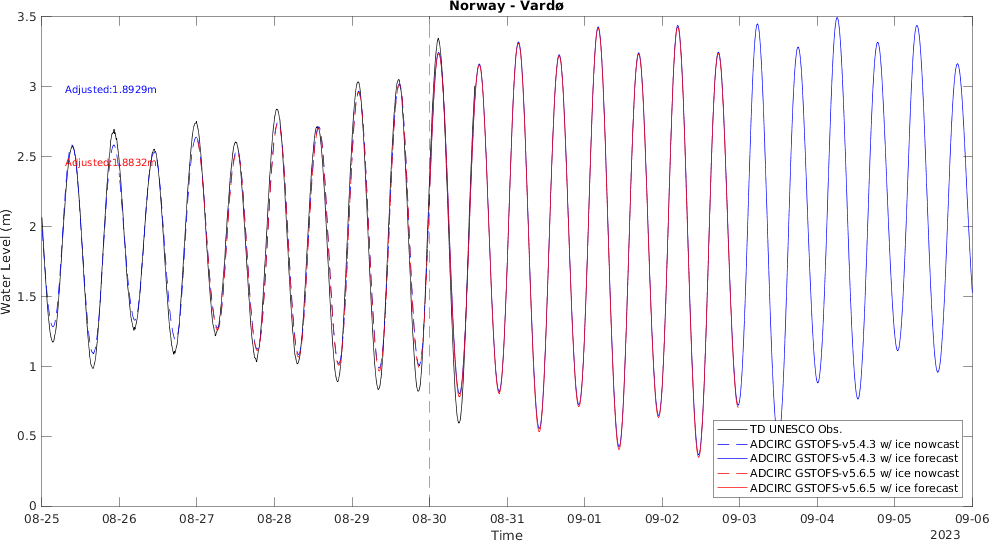 Norway - Vardø
3.5
3
2.5
2
1.5
1
0.5
0
Water Level (m)
Adjusted:1.8929m
Adjusted:1.8832m
TD UNESCO Obs.
ADCIRC GSTOFS-v5.4.3 w/ ice nowcast
ADCIRC GSTOFS-v5.4.3 w/ ice forecast
ADCIRC GSTOFS-v5.6.5 w/ ice nowcast
ADCIRC GSTOFS-v5.6.5 w/ ice forecast
08-25 08-26 08-27 08-28 08-29 08-30 08-31 09-01 09-02 09-03 09-04 09-05 09-06
Time
2023